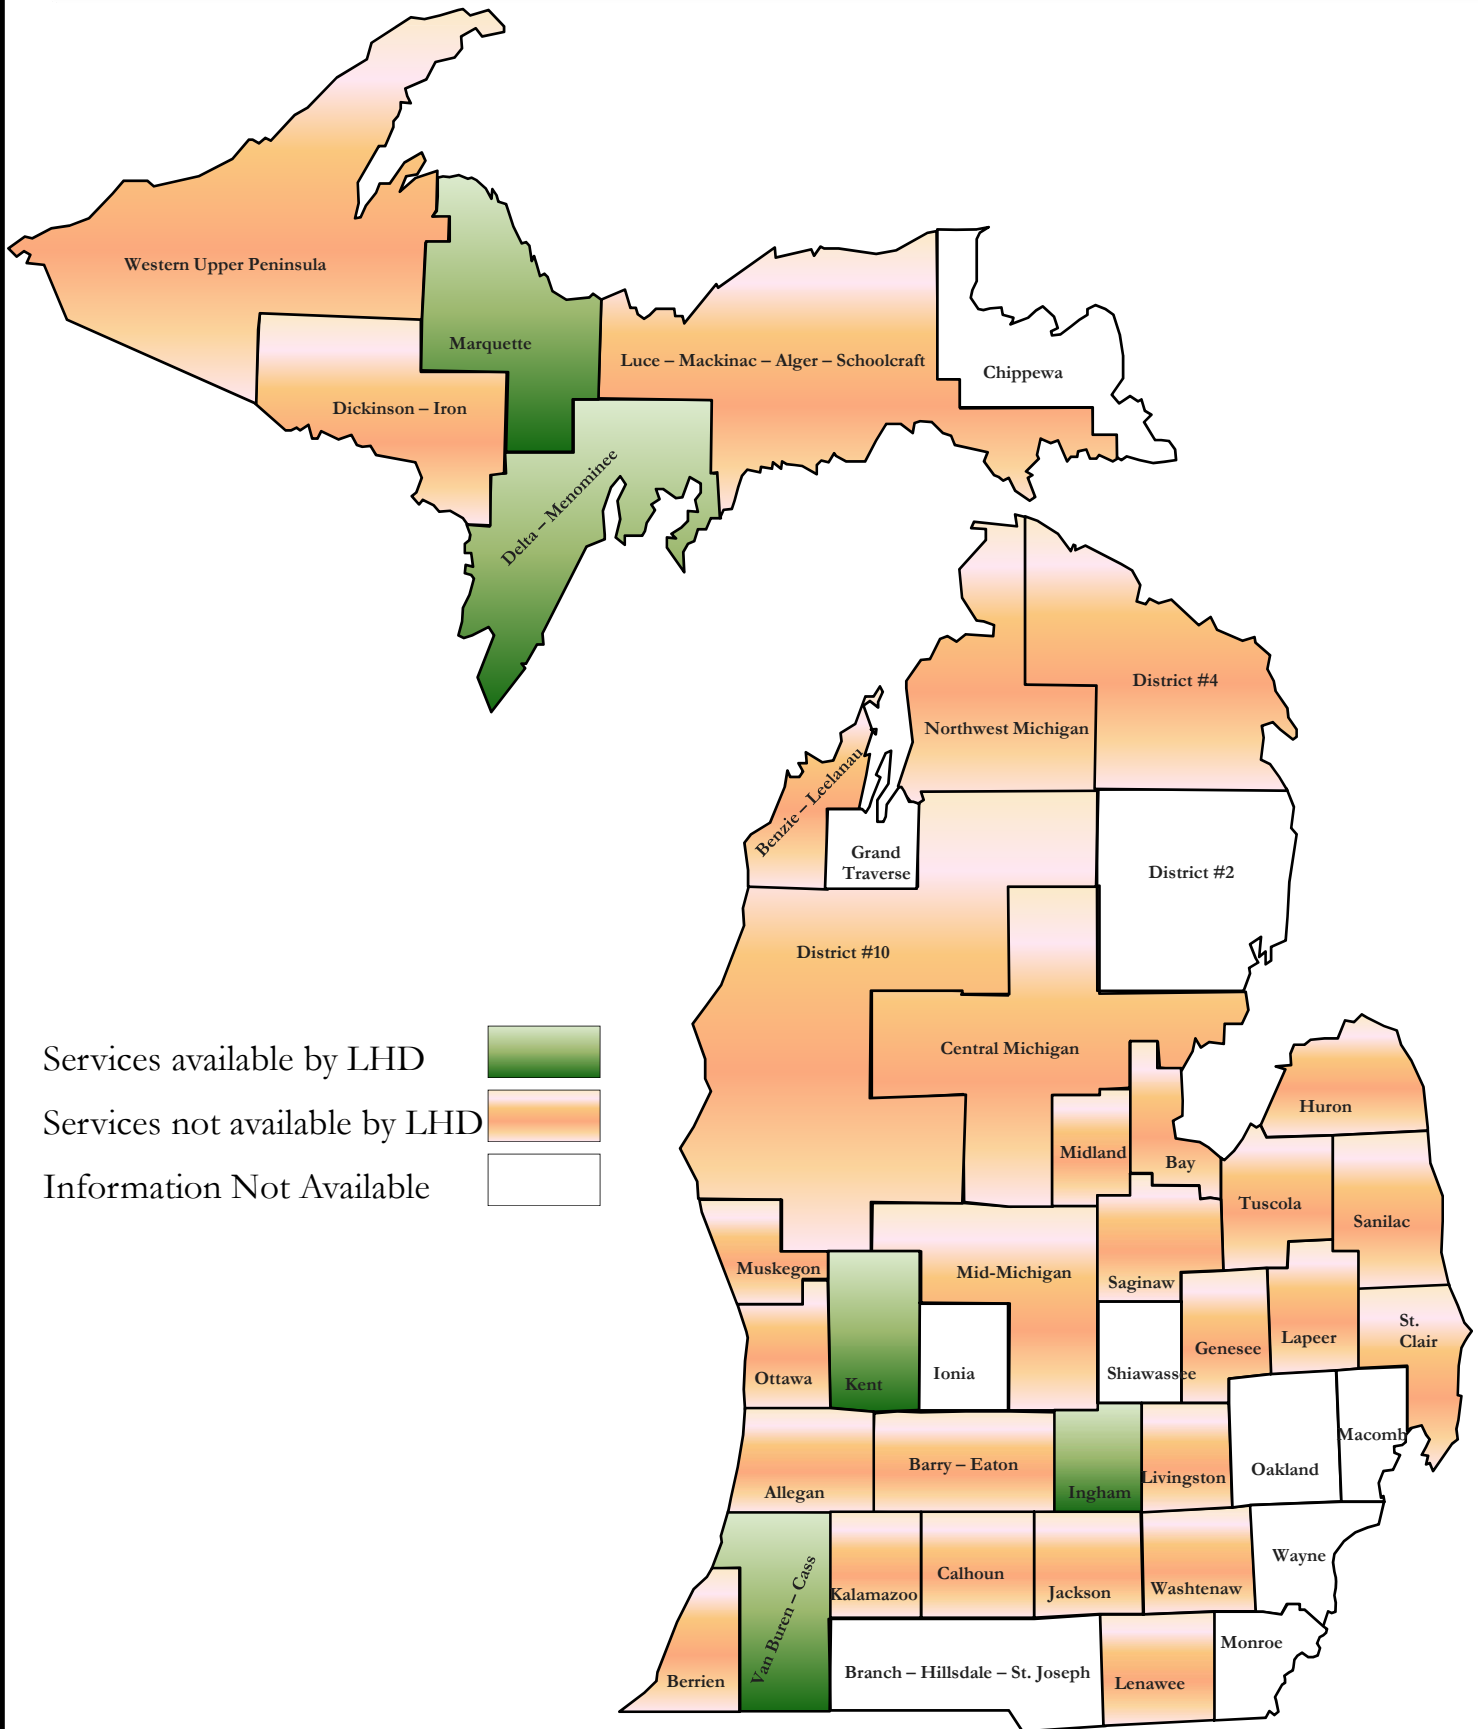 Western Upper Peninsula
Marquette
Luce – Mackinac – Alger – Schoolcraft
Chippewa
Dickinson – Iron
Delta – Menominee
District #4
Northwest Michigan
Benzie – Leelanau
Grand
Traverse
District #2
District #10
Central Michigan
Services available by LHD
Services not available by LHD
Information Not Available
Huron
Midland
Bay
Tuscola
Sanilac
Muskegon
Mid-Michigan
Saginaw
St.
Clair
Lapeer
Genesee
Ottawa
Kent
Ionia
Shiawassee
Macomb
Oakland
Barry – Eaton
Livingston
Allegan
Ingham
Wayne
Calhoun
Kalamazoo
Jackson
Washtenaw
Van Buren – Cass
Monroe
Branch – Hillsdale – St. Joseph
Berrien
Lenawee